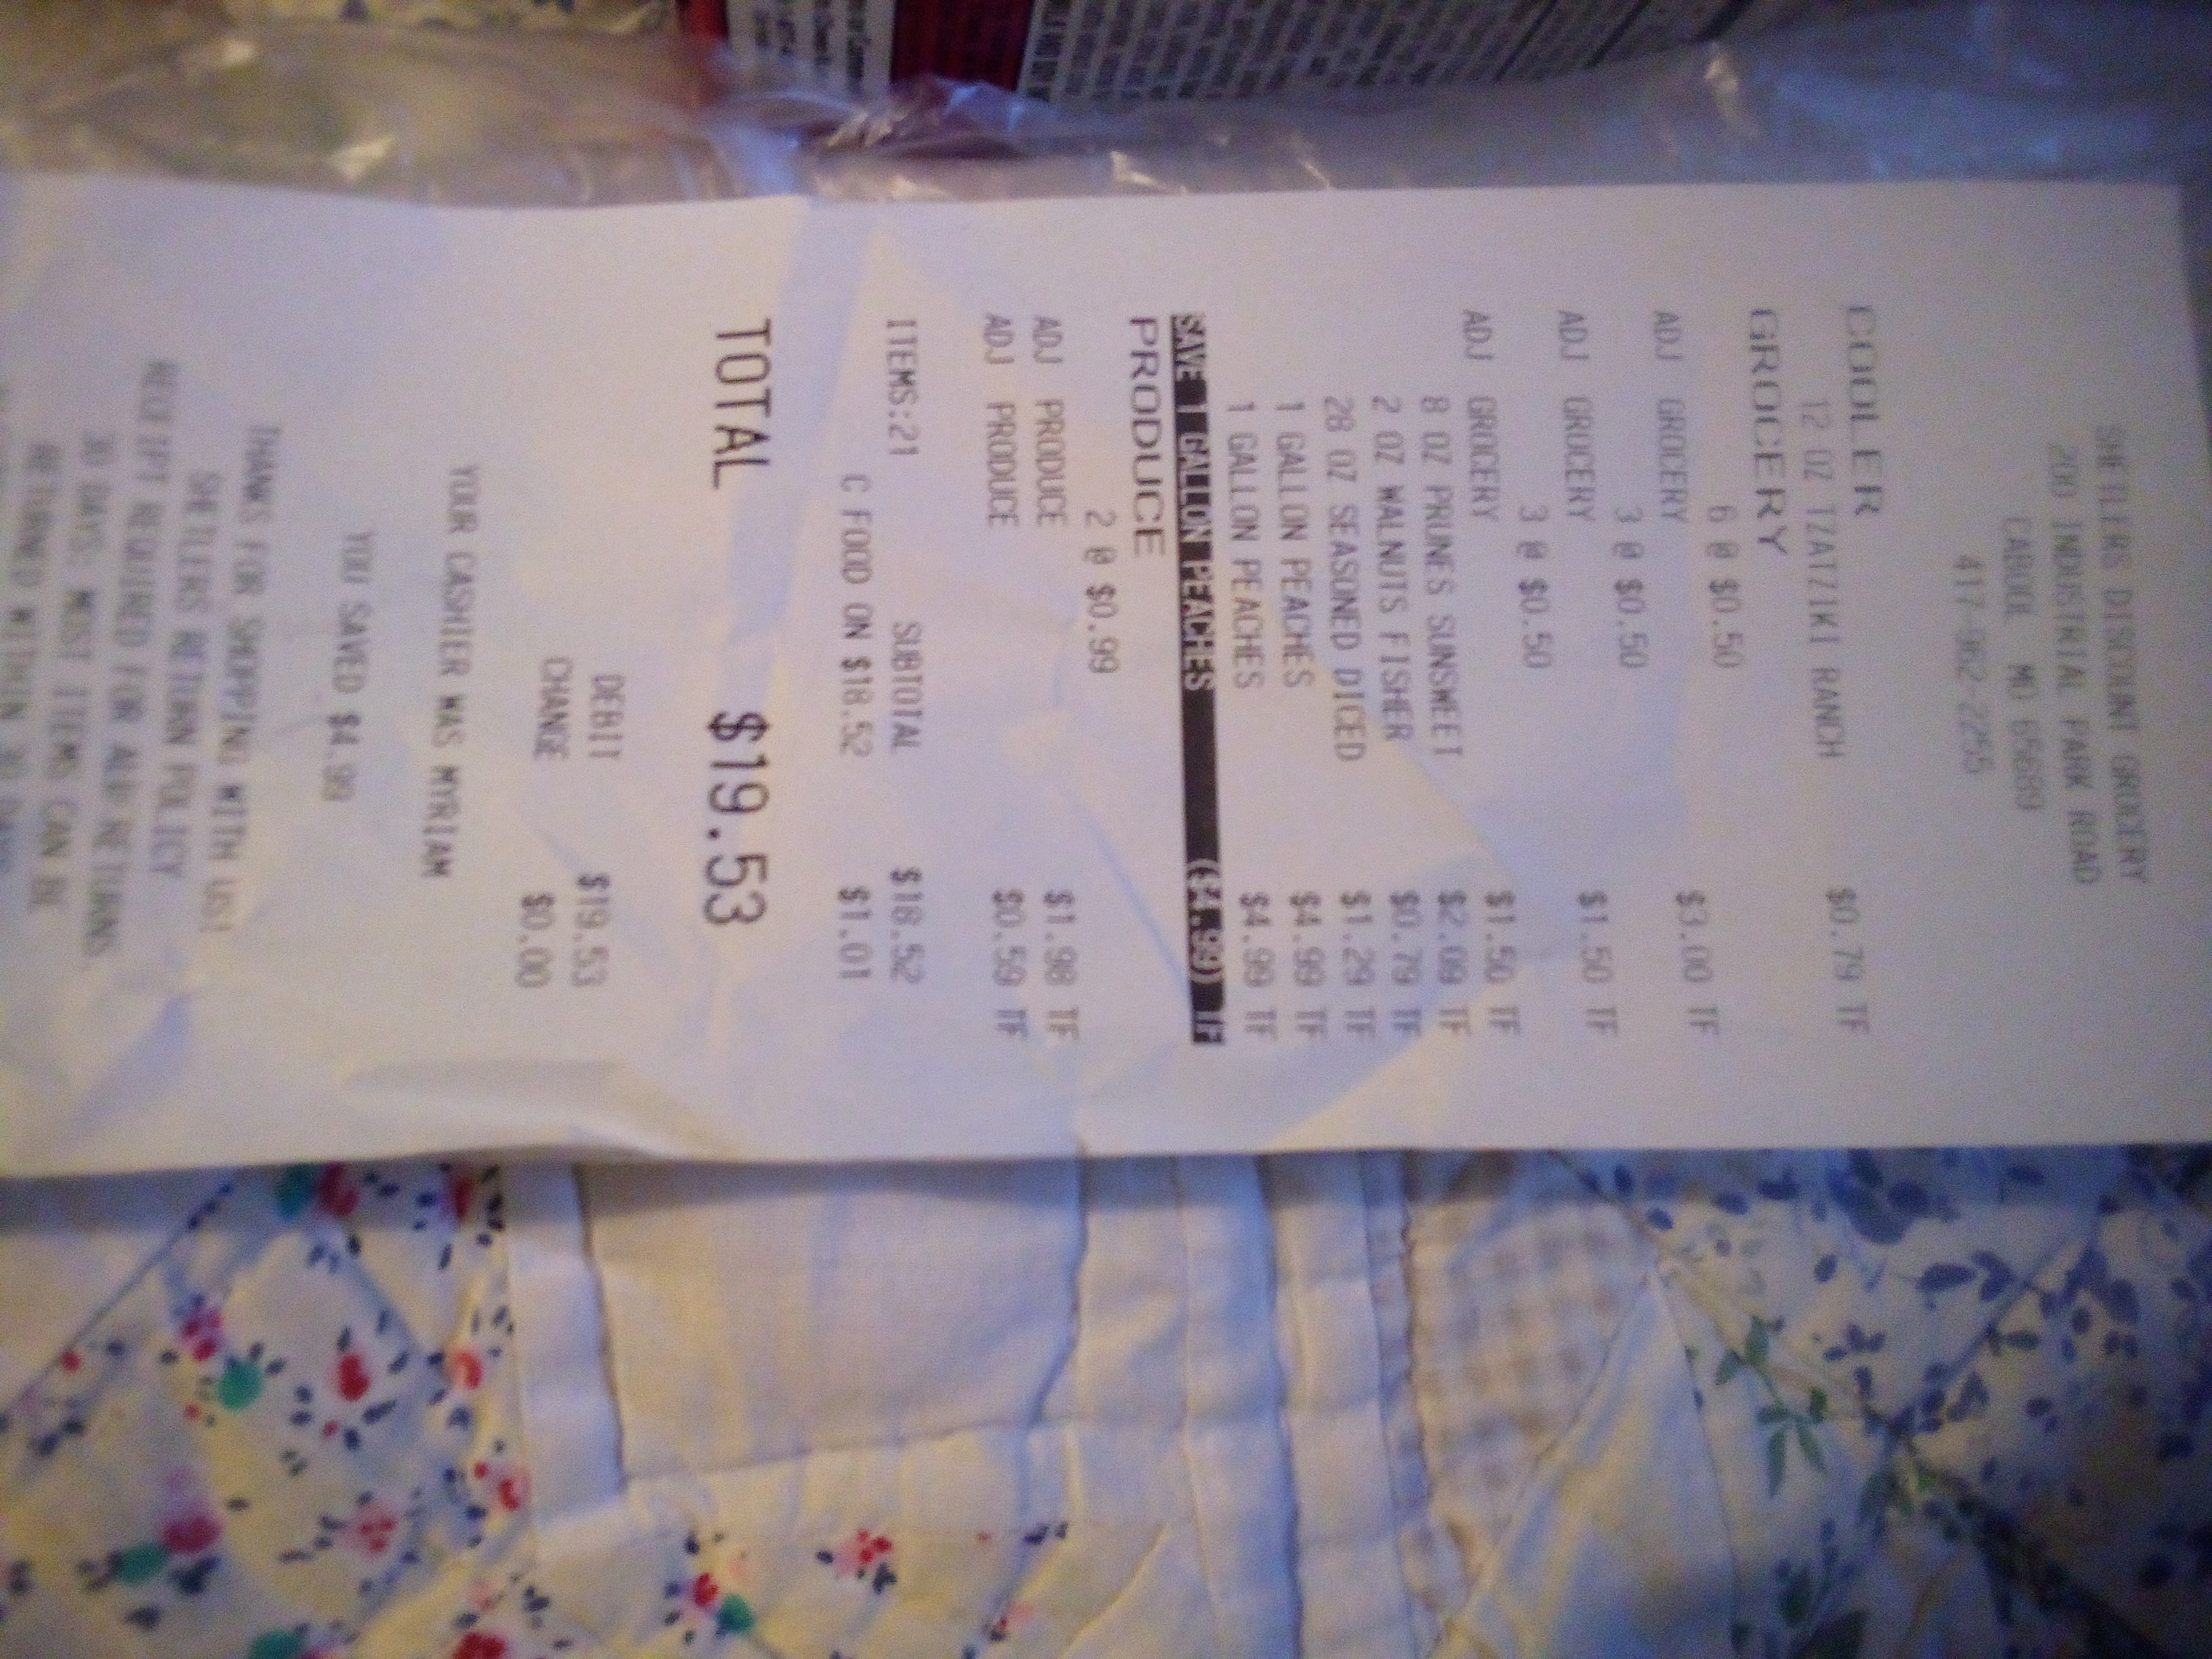 SHETLERS DISCOUNT GROCERY
200 INDUSTRIAL PARK ROAD
CABOOL MO 65689
417-962-2255
COOLER
12 OZ TZATZIKI RANCH $0.79 TF
GROCERY
6 @ $0.50
ADJ GROCERY $3.00 TF
3 @ $0.50
ADJ GROCERY $1.50 TF
3 @ $0.50
ADJ GROCERY $1.50 TF
8 OZ PRUNES SUNSWEET $2.09 TF
2 OZ WALNUTS FISHER $0.79 TF
28 OZ SEASONED DICED $1.29 TF
1 GALLON PEACHES $4.99 TF
1 GALLON PEACHES $4.99 TF
SAVE 1 GALLON PEACHES ($4.99) TF
PRODUCE
2 @ $0.99
ADJ PRODUCE $1.98 TF
ADJ PRODUCE $0.59 TF
ITEMS:21 SUBTOTAL $18.52
C FOOD ON $18.52 $1.01
TOTAL $19.53
DEBIT $19.53
CHANGE $0.00
YOUR CASHIER WAS MYRIAM
YOU SAVED $4.99
THANKS FOR SHOPPING WITH US!
SHETLERS RETURN POLICY
RECEIPT REQUIRED FOR ALL RETURNS
30 DAYS: MOST ITEMS CAN BE
RETURNED WITHIN 30 DAYS